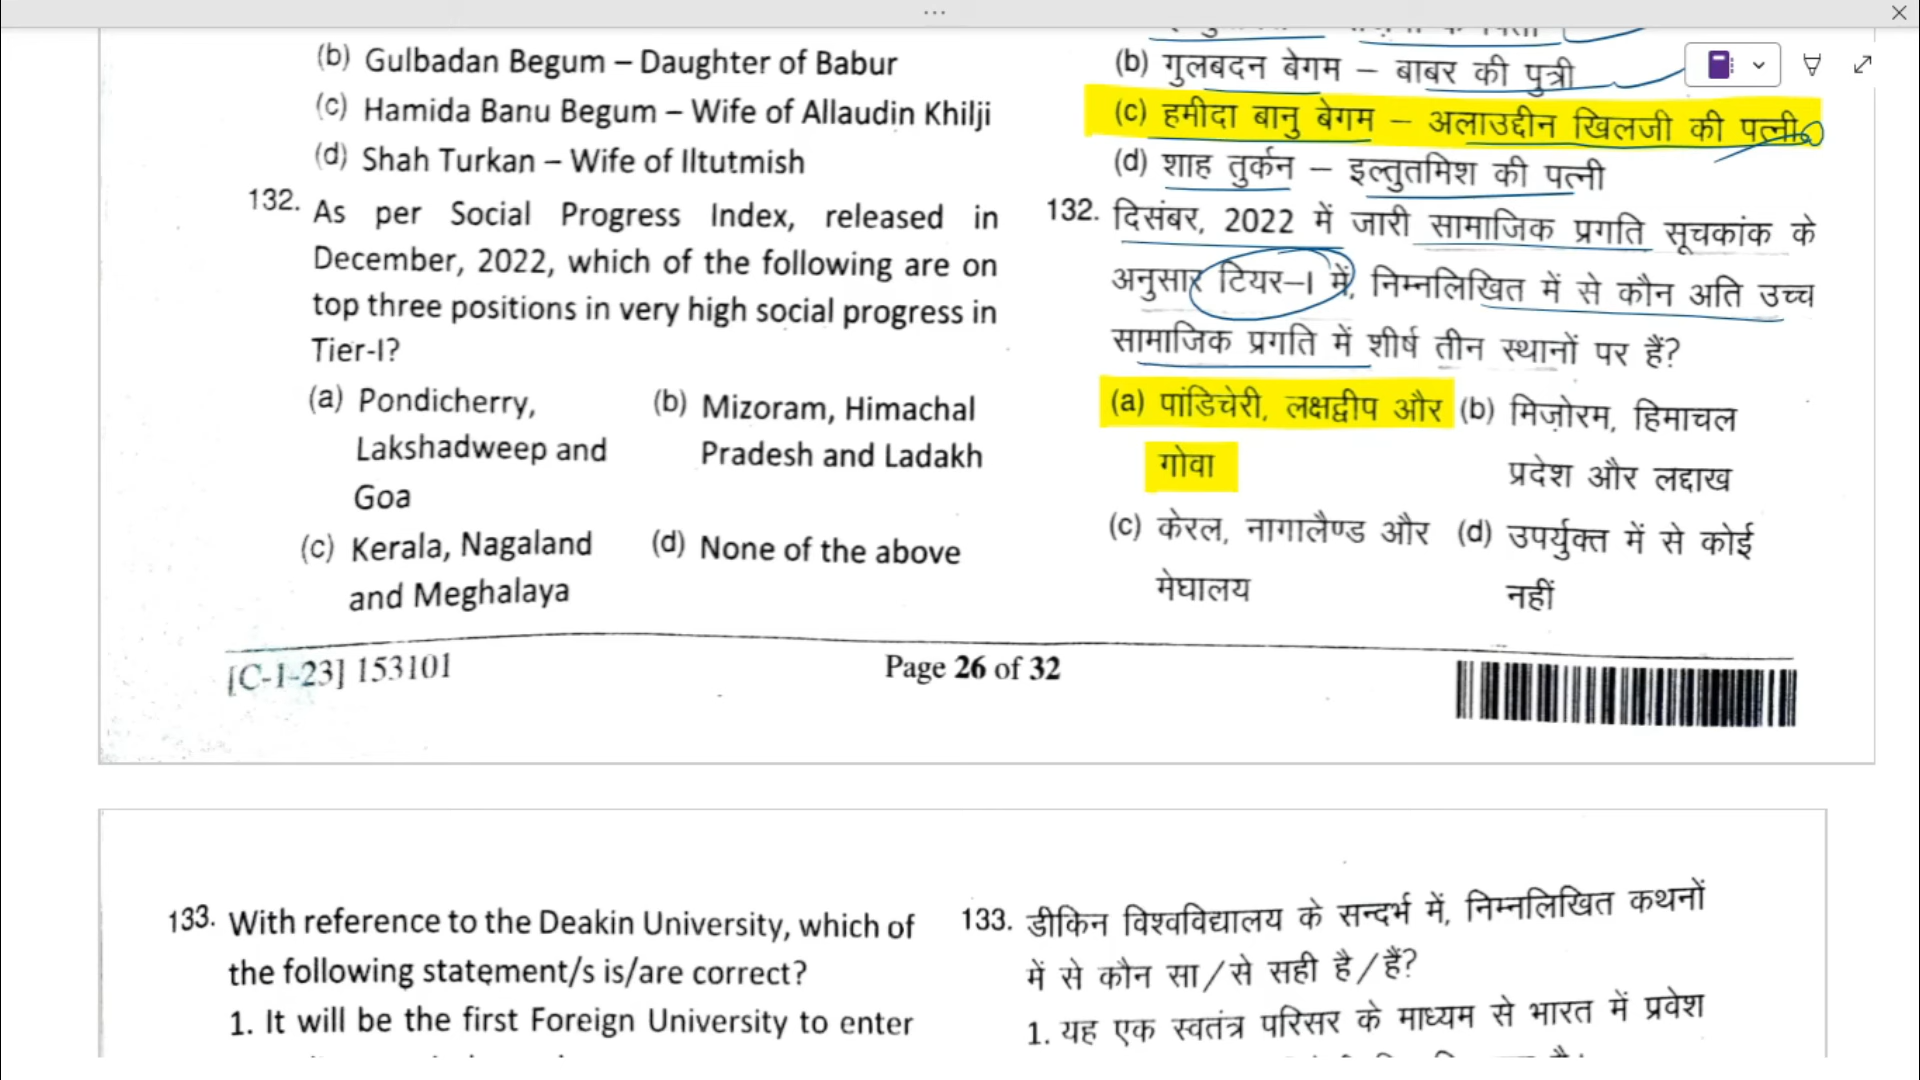 (b) Gulbadan Begum – Daughter of Babur
(c) Hamida Banu Begum – Wife of Allaudin Khilji
(d) Shah Turkan – Wife of Iltutmish
132. As per Social Progress Index, released in
December, 2022, which of the following are on
top three positions in very high social progress in
Tier-I?
(a) Pondicherry, (b) Mizoram, Himachal
Lakshadweep and Pradesh and Ladakh
Goa
(c) Kerala, Nagaland (d) None of the above
and Meghalaya
(b) गुलबदन बेगम – बाबर की पुत्री
(c) हमीदा बानु बेगम – अलाउद्दीन खिलजी की पत्नी
(d) शाह तुर्कन – इल्तुतमिश की पत्नी
132. दिसंबर, 2022 में जारी सामाजिक प्रगति सूचकांक के
अनुसार टियर–I में, निम्नलिखित में से कौन अति उच्च
सामाजिक प्रगति में शीर्ष तीन स्थानों पर हैं?
(a) पांडिचेरी, लक्षद्वीप और (b) मिज़ोरम, हिमाचल
गोवा प्रदेश और लद्दाख
(c) केरल, नागालैण्ड और (d) उपर्युक्त में से कोई
मेघालय नहीं
[C-1-23] 153101 Page 26 of 32
133. With reference to the Deakin University, which of
the following statement/s is/are correct?
1. It will be the first Foreign University to enter
133. डीकिन विश्वविद्यालय के सन्दर्भ में, निम्नलिखित कथनों
में से कौन सा/से सही है/हैं?
1. यह एक स्वतंत्र परिसर के माध्यम से भारत में प्रवेश